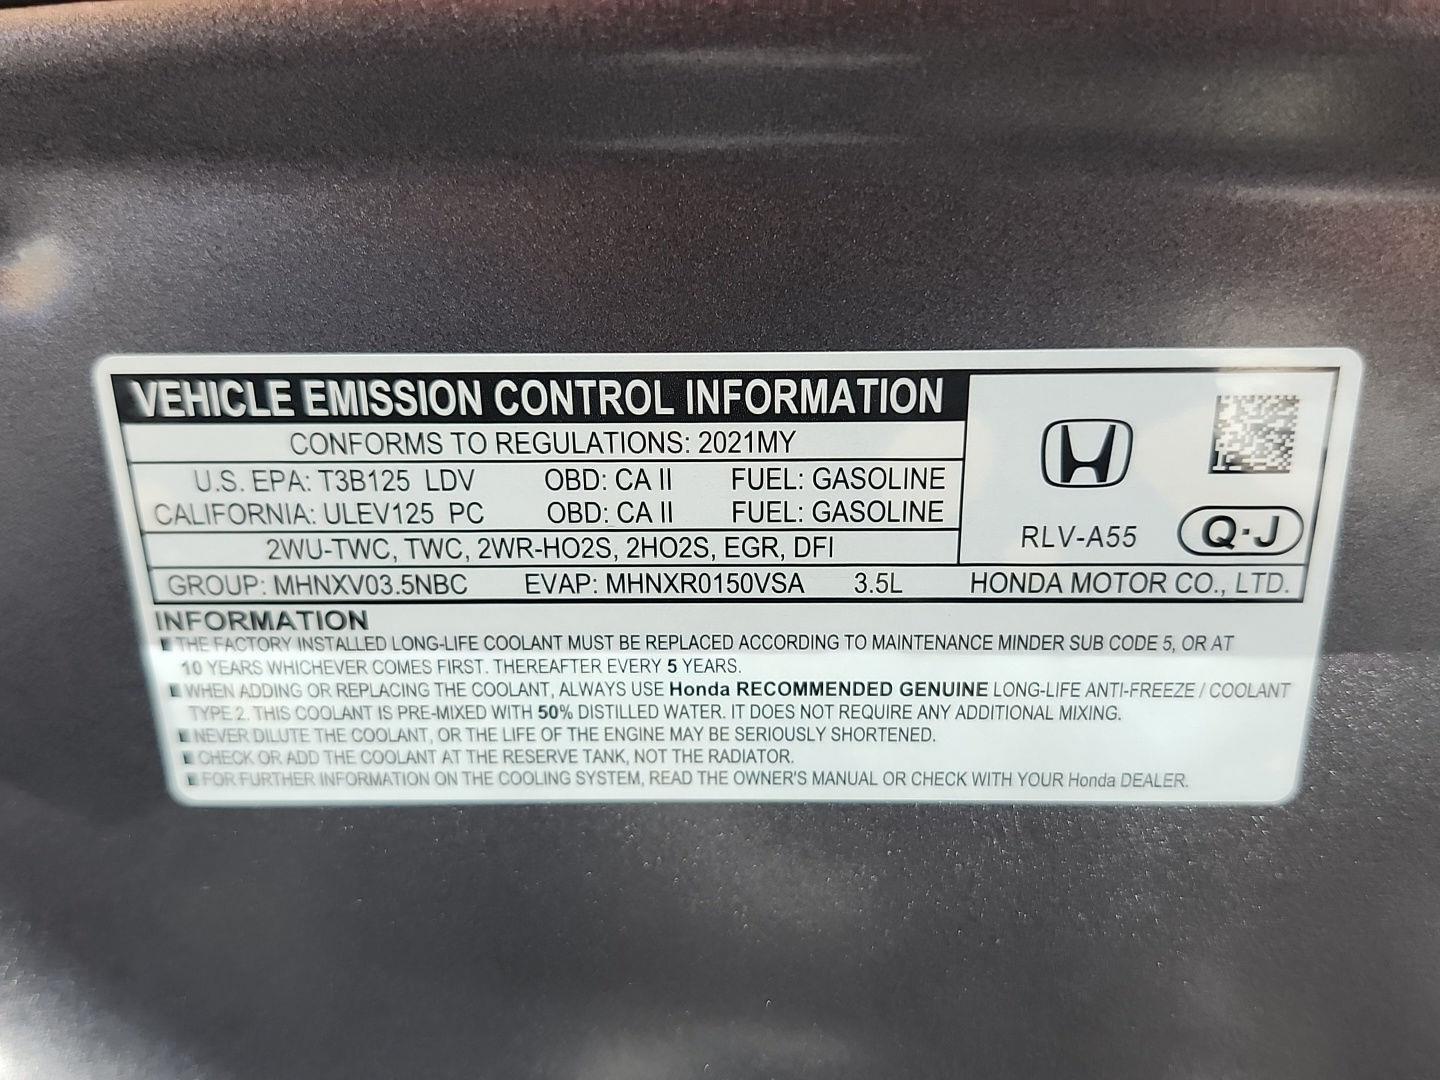 VEHICLE EMISSION CONTROL INFORMATION
CONFORMS TO REGULATIONS: 2021MY
U.S. EPA: T3B125 LDV OBD: CA II FUEL: GASOLINE
CALIFORNIA: ULEV125 PC OBD: CA II FUEL: GASOLINE
RLV-A55 Q·J
2WU-TWC, TWC, 2WR-HO2S, 2HO2S, EGR, DFI
GROUP: MHNXV03.5NBC EVAP: MHNXR0150VSA 3.5L HONDA MOTOR CO., LTD.
INFORMATION
■ THE FACTORY INSTALLED LONG-LIFE COOLANT MUST BE REPLACED ACCORDING TO MAINTENANCE MINDER SUB CODE 5, OR AT
10 YEARS WHICHEVER COMES FIRST. THEREAFTER EVERY 5 YEARS.
■ WHEN ADDING OR REPLACING THE COOLANT, ALWAYS USE Honda RECOMMENDED GENUINE LONG-LIFE ANTI-FREEZE / COOLANT
TYPE 2. THIS COOLANT IS PRE-MIXED WITH 50% DISTILLED WATER. IT DOES NOT REQUIRE ANY ADDITIONAL MIXING.
■ NEVER DILUTE THE COOLANT, OR THE LIFE OF THE ENGINE MAY BE SERIOUSLY SHORTENED.
■ CHECK OR ADD THE COOLANT AT THE RESERVE TANK, NOT THE RADIATOR.
■ FOR FURTHER INFORMATION ON THE COOLING SYSTEM, READ THE OWNER'S MANUAL OR CHECK WITH YOUR Honda DEALER.